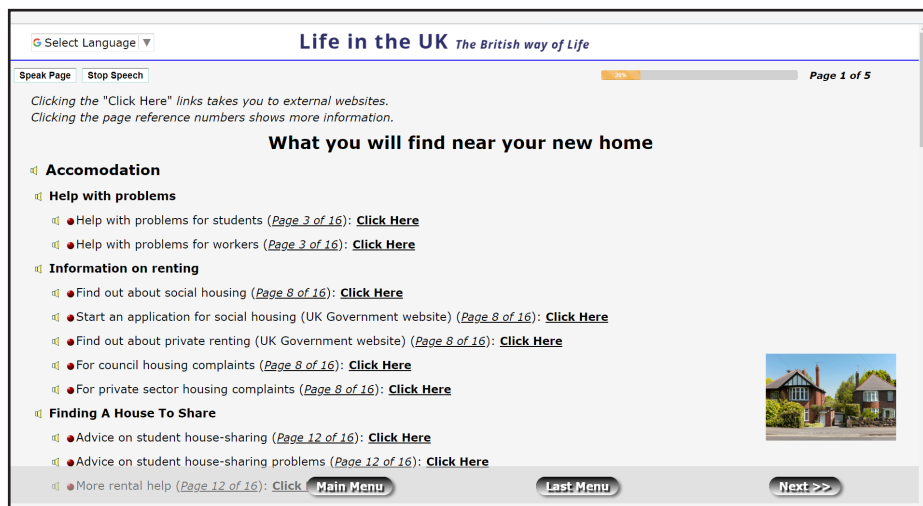 G Select Language ▼
Life in the UK The British way of Life
Speak Page Stop Speech 20% Page 1 of 5
Clicking the "Click Here" links takes you to external websites.
Clicking the page reference numbers shows more information.
What you will find near your new home
Accomodation
Help with problems
Help with problems for students (Page 3 of 16): Click Here
Help with problems for workers (Page 3 of 16): Click Here
Information on renting
Find out about social housing (Page 8 of 16): Click Here
Start an application for social housing (UK Government website) (Page 8 of 16): Click Here
Find out about private renting (UK Government website) (Page 8 of 16): Click Here
For council housing complaints (Page 8 of 16): Click Here
For private sector housing complaints (Page 8 of 16): Click Here
Finding A House To Share
Advice on student house-sharing (Page 12 of 16): Click Here
Advice on student house-sharing problems (Page 12 of 16): Click Here
More rental help (Page 12 of 16): Click
Main Menu Last Menu Next >>